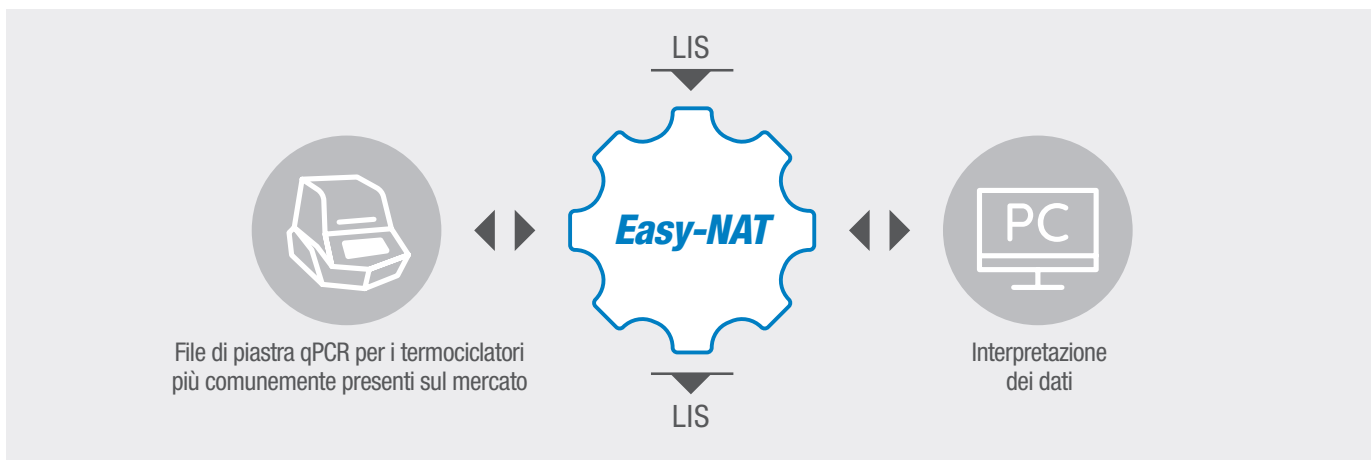 LIS
Easy-NAT
PC
File di piastra qPCR per i termociclatori
più comunemente presenti sul mercato
Interpretazione
dei dati
LIS